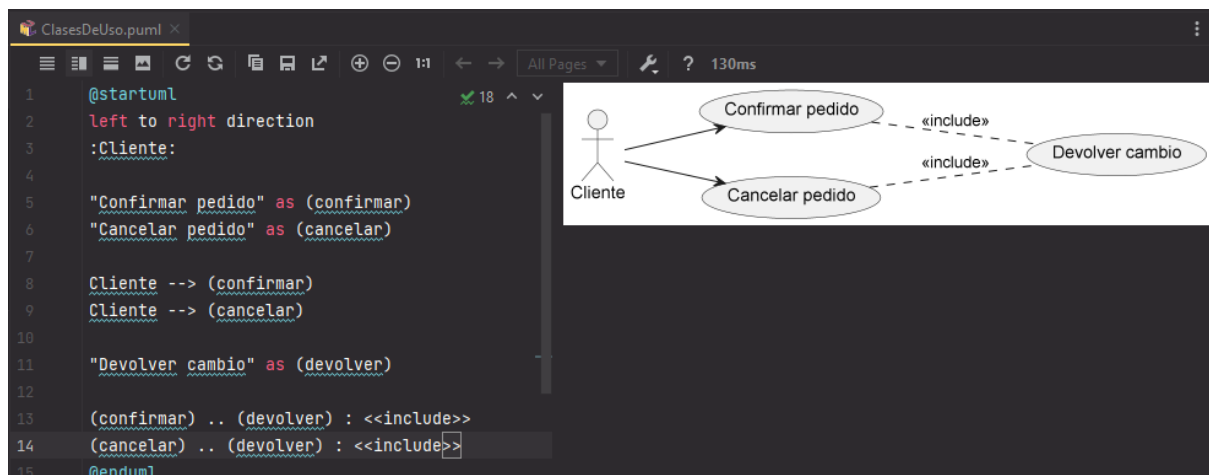 ClasesDeUso.puml
1:1 All Pages ? 130ms
1 @startuml
18
2 left to right direction
3 :Cliente:
4
5 "Confirmar pedido" as (confirmar)
6 "Cancelar pedido" as (cancelar)
7
8 Cliente --> (confirmar)
9 Cliente --> (cancelar)
10
11 "Devolver cambio" as (devolver)
12
13 (confirmar) .. (devolver) : <<include>>
14 (cancelar) .. (devolver) : <<include>>
15 @enduml
Confirmar pedido
«include»
Devolver cambio
«include»
Cliente
Cancelar pedido